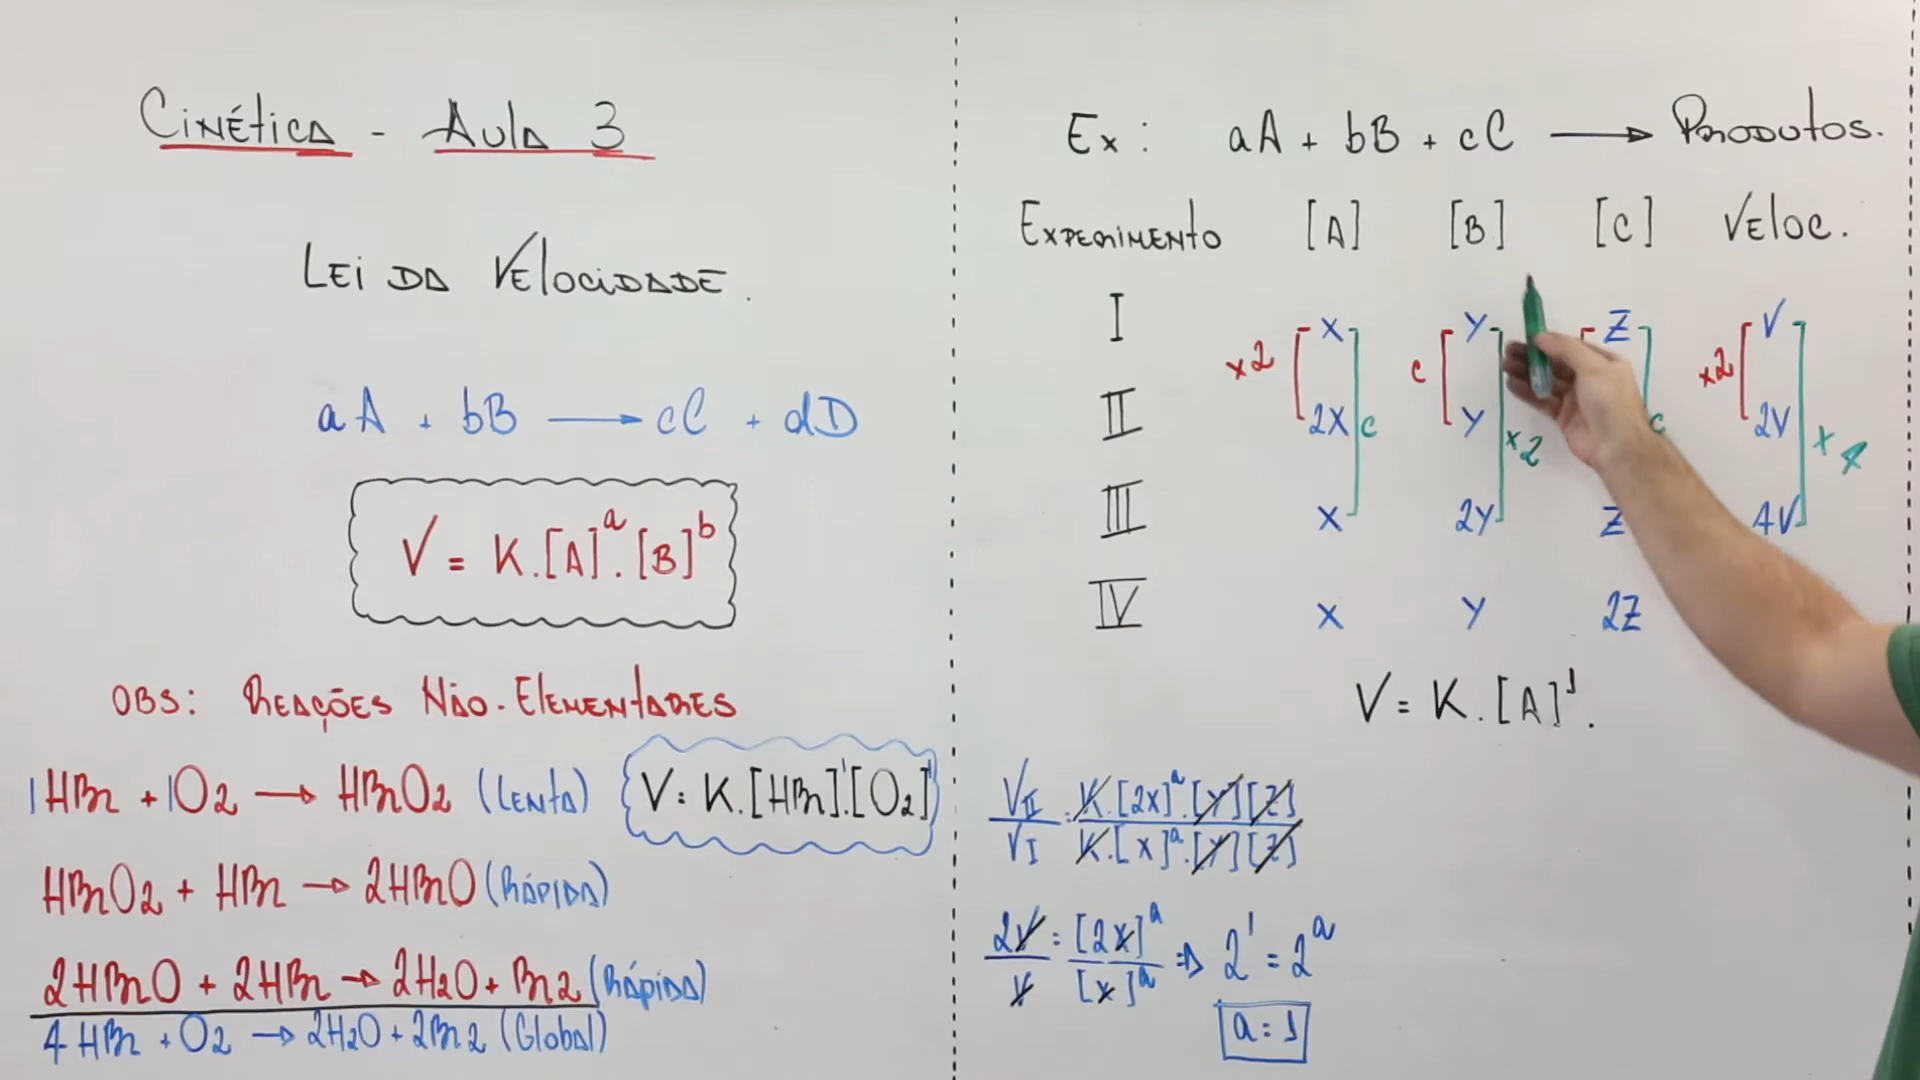 Cinética - Aula 3
Lei da Velocidade.
aA + bB → cC + dD
V = K.[A]ᵃ.[B]ᵇ
OBS: Reações Não-Elementares
1HBr + 1O2 → HBrO2 (Lenta)
V = K.[HBr]¹.[O2]¹
HBrO2 + HBr → 2HBrO (Rápida)
2HBrO + 2HBr → 2H2O + Br2 (Rápida)
4HBr + O2 → 2H2O + 2Br2 (Global)
Ex: aA + bB + cC → Produtos.
Experimento [A] [B] [C] Veloc.
I X Y Z V
x2 c x2
II 2X Y 2V
c x2 c x4
III X 2Y Z 4V
IV X Y 2Z
V = K.[A]¹.
VII / VI = K.[2X]ᵃ.[Y][Z] / K.[X]ᵃ.[Y][Z]
2V / V = [2X]ᵃ / [X]ᵃ ⇒ 2¹ = 2ᵃ
a = 1